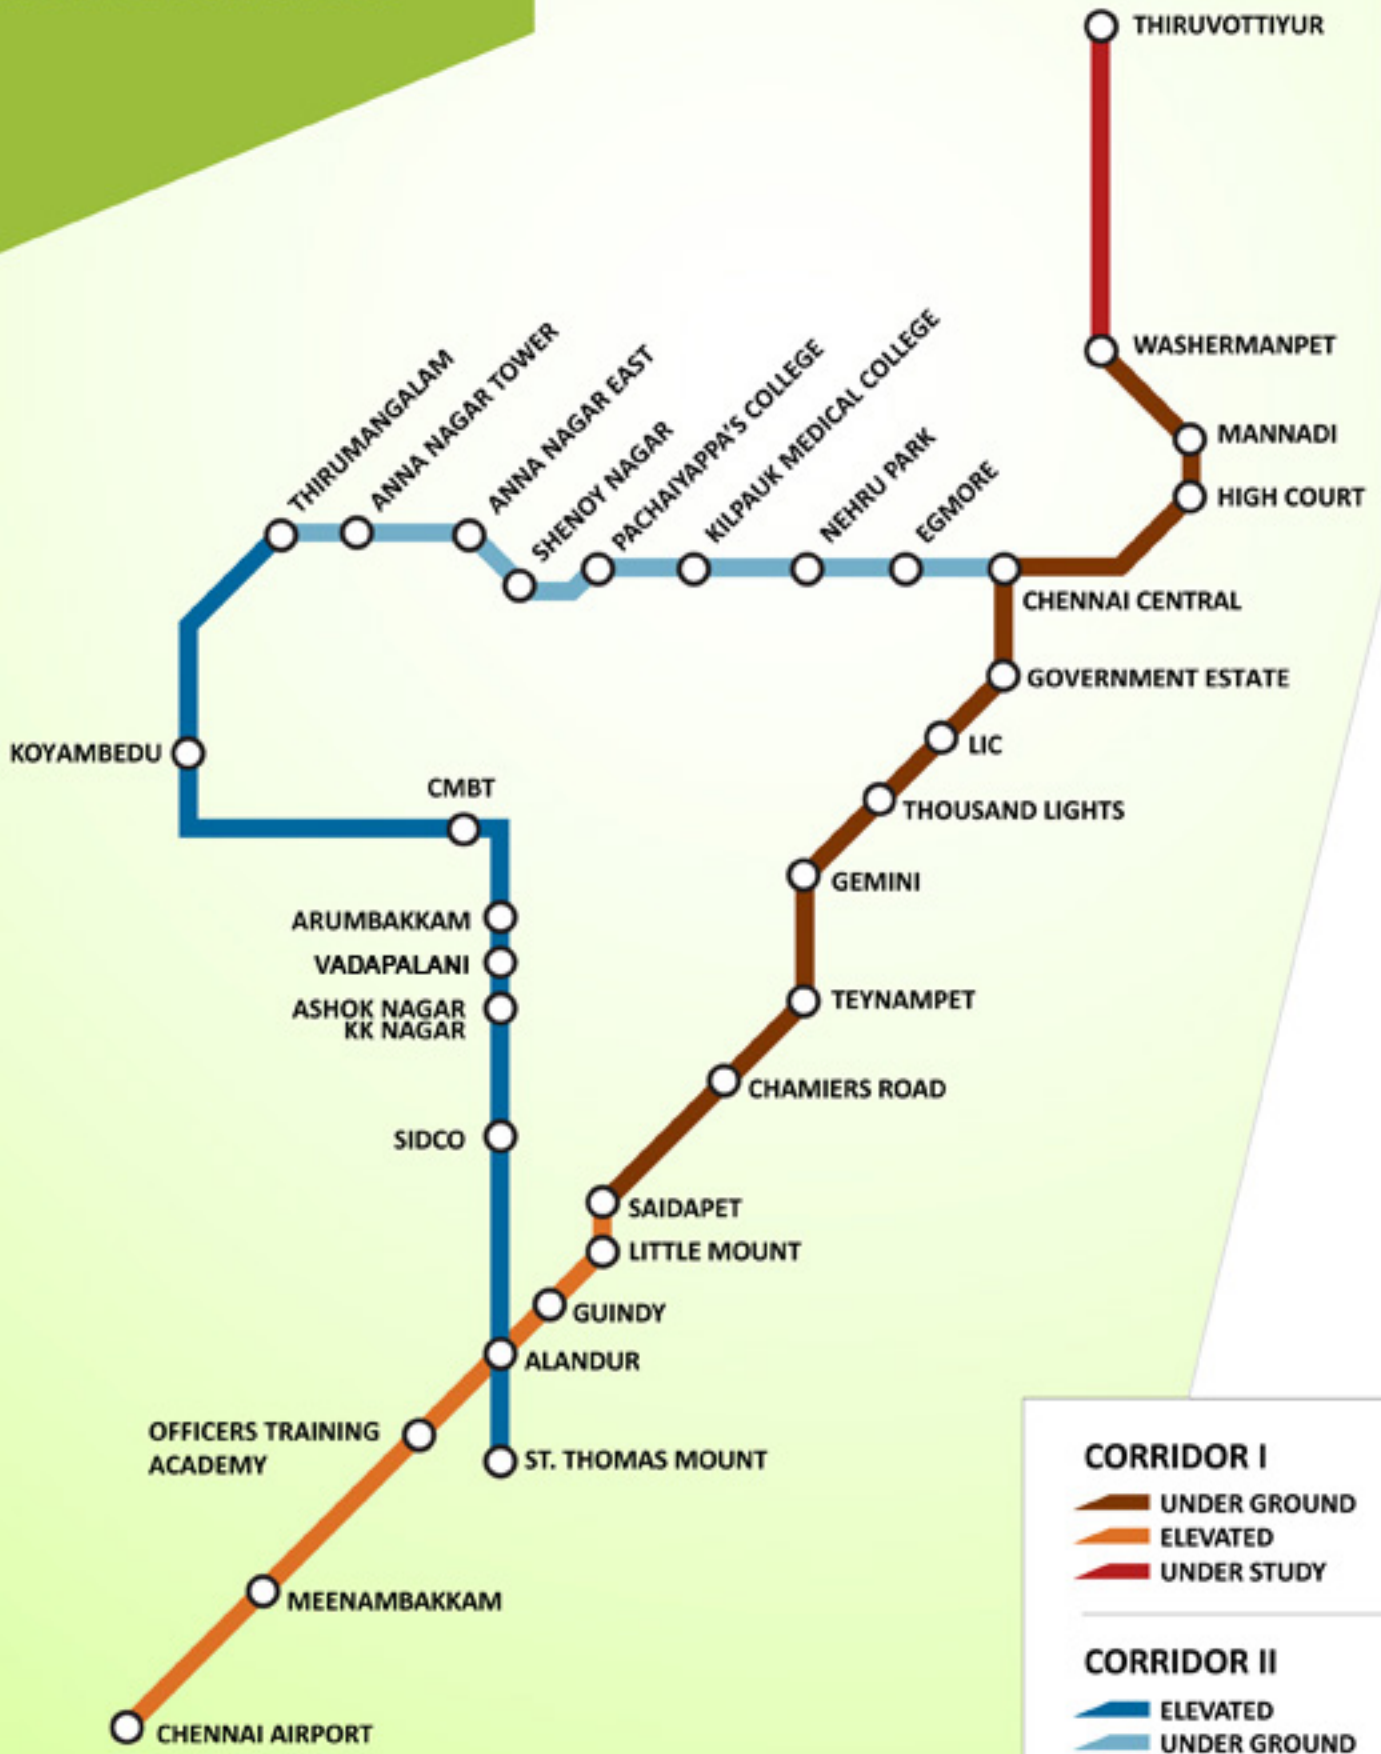 THIRUVOTTIYUR
WASHERMANPET
MANNADI
HIGH COURT
THIRUMANGALAM
ANNA NAGAR TOWER
ANNA NAGAR EAST
SHENOY NAGAR
PACHAIYAPPA'S COLLEGE
KILPAUK MEDICAL COLLEGE
NEHRU PARK
EGMORE
CHENNAI CENTRAL
GOVERNMENT ESTATE
LIC
KOYAMBEDU
CMBT
THOUSAND LIGHTS
GEMINI
ARUMBAKKAM
VADAPALANI
ASHOK NAGAR
KK NAGAR
TEYNAMPET
CHAMIERS ROAD
SIDCO
SAIDAPET
LITTLE MOUNT
GUINDY
ALANDUR
OFFICERS TRAINING
ACADEMY
ST. THOMAS MOUNT
MEENAMBAKKAM
CHENNAI AIRPORT
CORRIDOR I
UNDER GROUND
ELEVATED
UNDER STUDY
CORRIDOR II
ELEVATED
UNDER GROUND